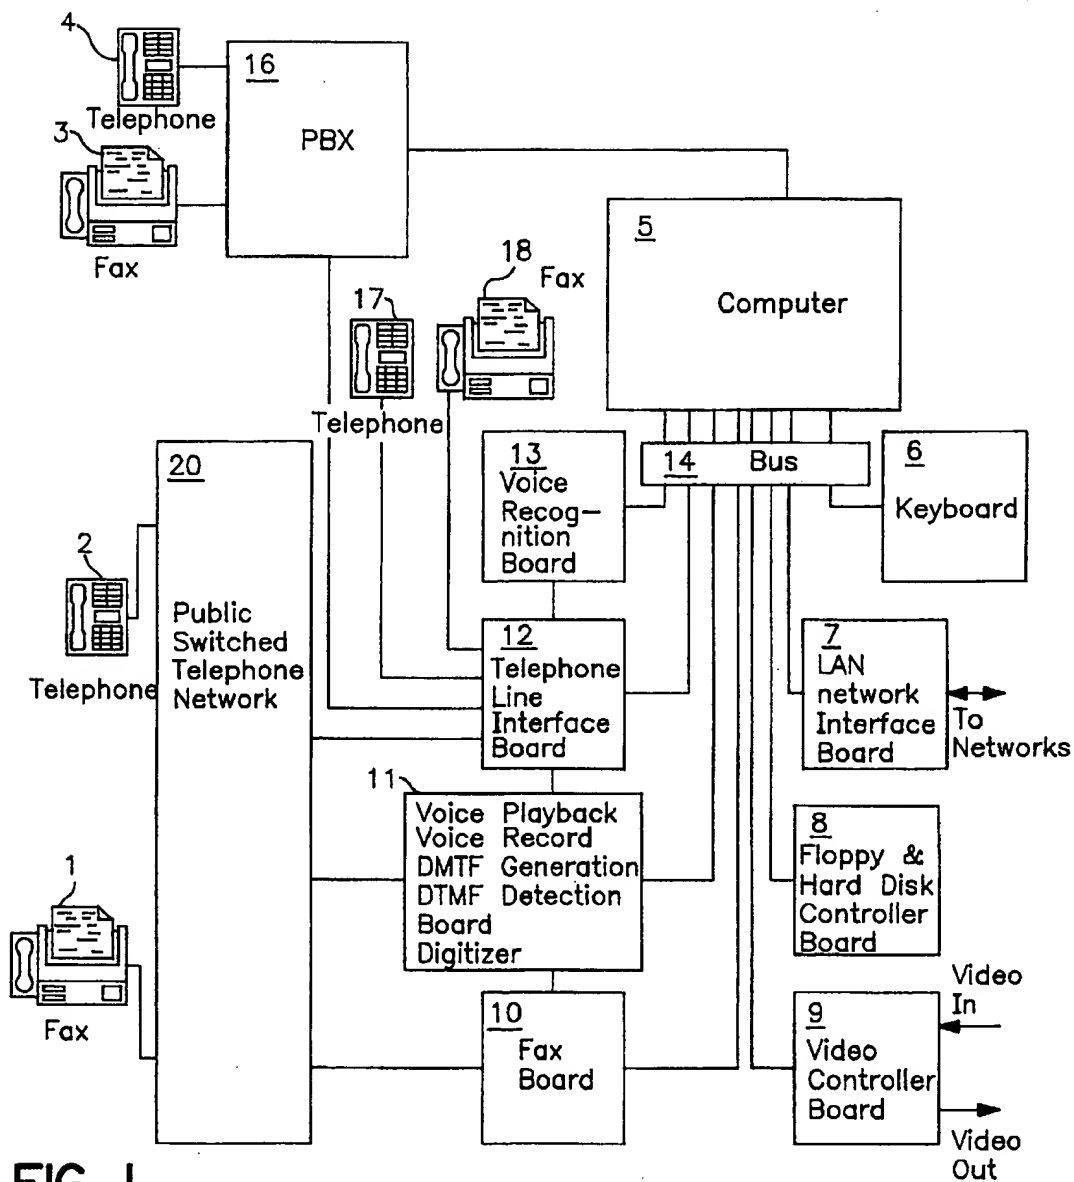 4
Telephone
3
Fax
16
PBX
5
Computer
18
Fax
17
Telephone
13
Voice
Recog-
nition
Board
14 Bus
6
Keyboard
20
Public
Switched
Telephone
Network
2
Telephone
1
Fax
12
Telephone
Line
Interface
Board
7
LAN
network
Interface
Board
To
Networks
11
Voice Playback
Voice Record
DMTF Generation
DTMF Detection
Board
Digitizer
8
Floppy &
Hard Disk
Controller
Board
10
Fax
Board
9
Video
Controller
Board
Video
In
Video
Out
FIG. 1